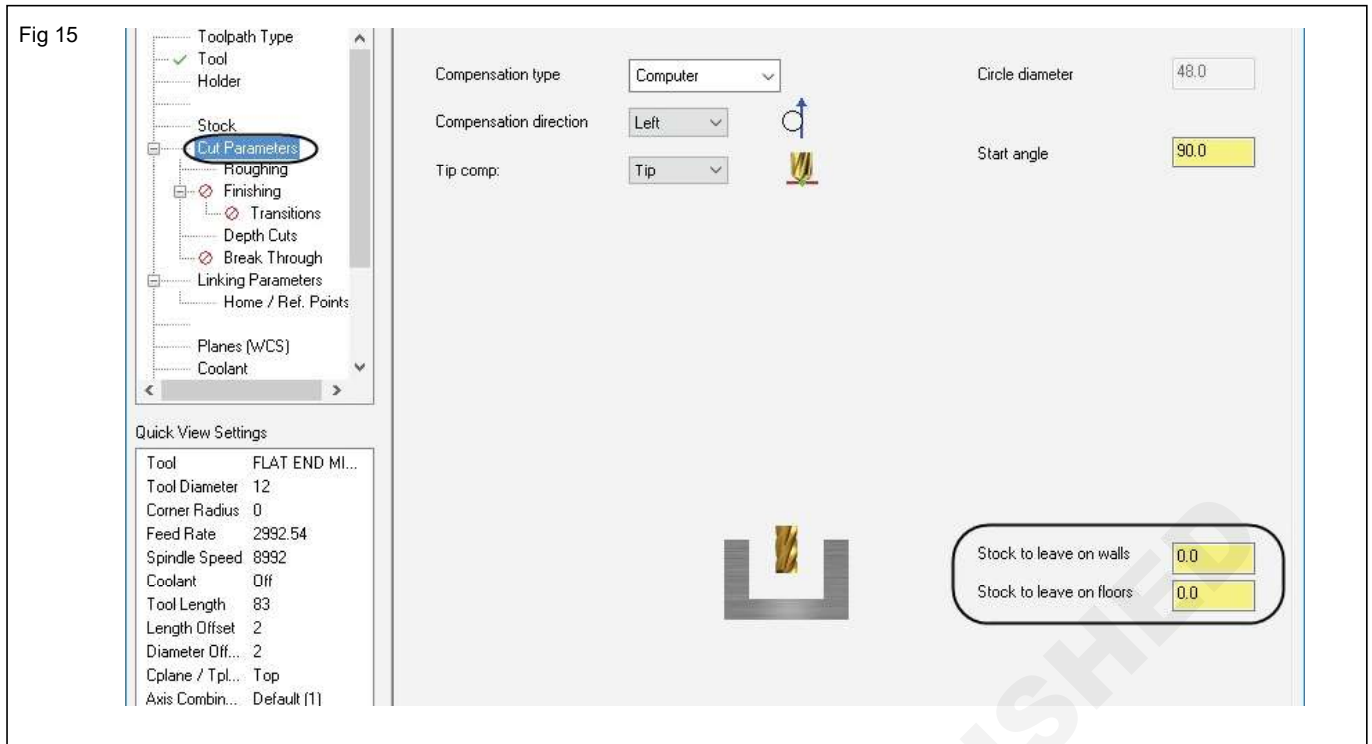 Fig 15
Toolpath Type
Tool
Holder
Stock
Cut Parameters
Roughing
Finishing
Transitions
Depth Cuts
Break Through
Linking Parameters
Home / Ref. Points
Planes (WCS)
Coolant
Quick View Settings
Tool FLAT END MI...
Tool Diameter 12
Corner Radius 0
Feed Rate 2992.54
Spindle Speed 8992
Coolant Off
Tool Length 83
Length Offset 2
Diameter Off... 2
Cplane / Tpl... Top
Axis Combin... Default (1)
Compensation type Computer
Compensation direction Left
Tip comp: Tip
Circle diameter 48.0
Start angle 90.0
Stock to leave on walls 0.0
Stock to leave on floors 0.0
SHED